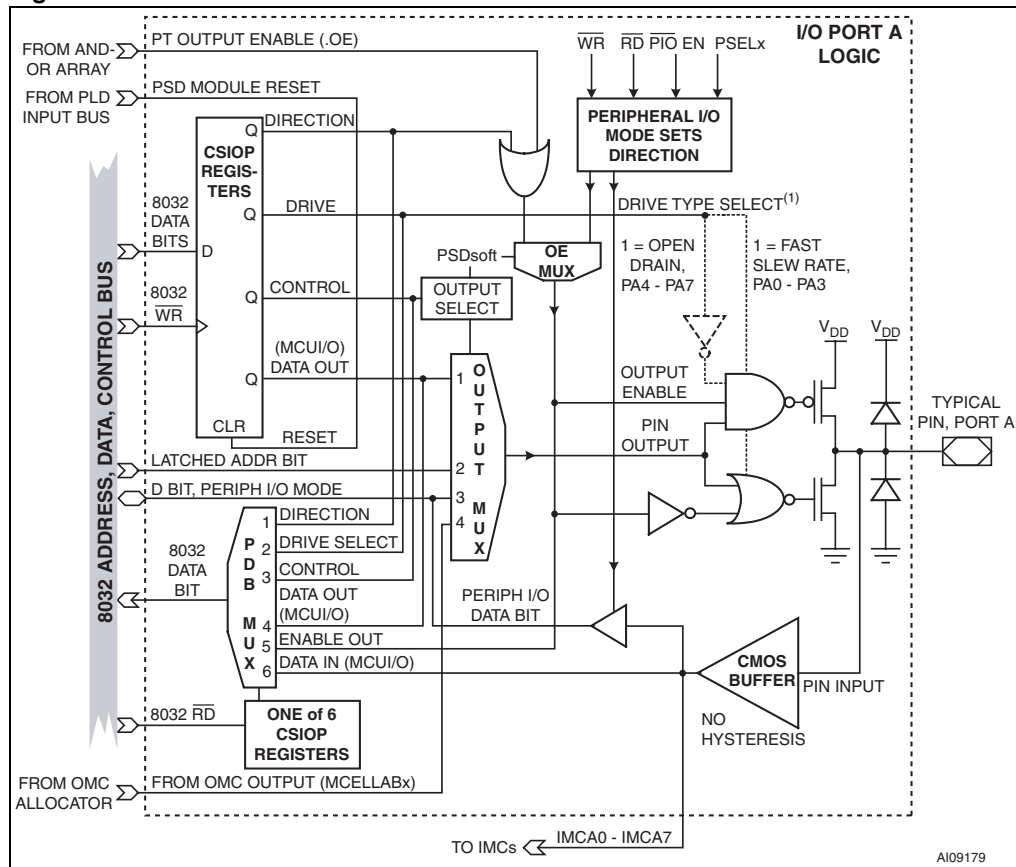 I/O PORT A
LOGIC
FROM AND-
OR ARRAY
PT OUTPUT ENABLE (.OE)
FROM PLD
INPUT BUS
PSD MODULE RESET
WR
RD
PIO EN
PSELx
PERIPHERAL I/O
MODE SETS
DIRECTION
CSIOP
REGIS-
TERS
Q
DIRECTION
Q
DRIVE
DRIVE TYPE SELECT(1)
8032
DATA
BITS
D
PSDsoft
OE
MUX
1 = OPEN
DRAIN,
PA4 - PA7
1 = FAST
SLEW RATE,
PA0 - PA3
8032
WR
Q
CONTROL
OUTPUT
SELECT
(MCUI/O)
Q
DATA OUT
CLR
RESET
OUTPUT MUX
1
2
3
4
OUTPUT
ENABLE
PIN
OUTPUT
VDD
VDD
TYPICAL
PIN, PORT A
8032 ADDRESS, DATA, CONTROL BUS
LATCHED ADDR BIT
D BIT, PERIPH I/O MODE
PDB MUX
1
DIRECTION
2
DRIVE SELECT
3
CONTROL
DATA OUT
(MCUI/O)
4
5
ENABLE OUT
6
DATA IN (MCUI/O)
8032
DATA
BIT
PERIPH I/O
DATA BIT
CMOS
BUFFER
PIN INPUT
NO
HYSTERESIS
8032 RD
ONE of 6
CSIOP
REGISTERS
FROM OMC
ALLOCATOR
FROM OMC OUTPUT (MCELLABx)
TO IMCs
IMCA0 - IMCA7
AI09179